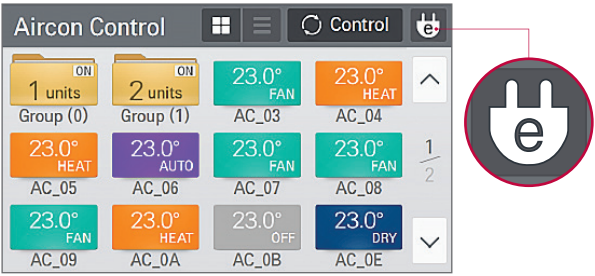 Aircon Control
Control
e
ON
1 units
Group (0)
ON
2 units
Group (1)
23.0°
FAN
AC_03
23.0°
HEAT
AC_04
23.0°
HEAT
AC_05
23.0°
AUTO
AC_06
23.0°
FAN
AC_07
23.0°
FAN
AC_08
1
2
23.0°
FAN
AC_09
23.0°
HEAT
AC_0A
23.0°
OFF
AC_0B
23.0°
DRY
AC_0E
e